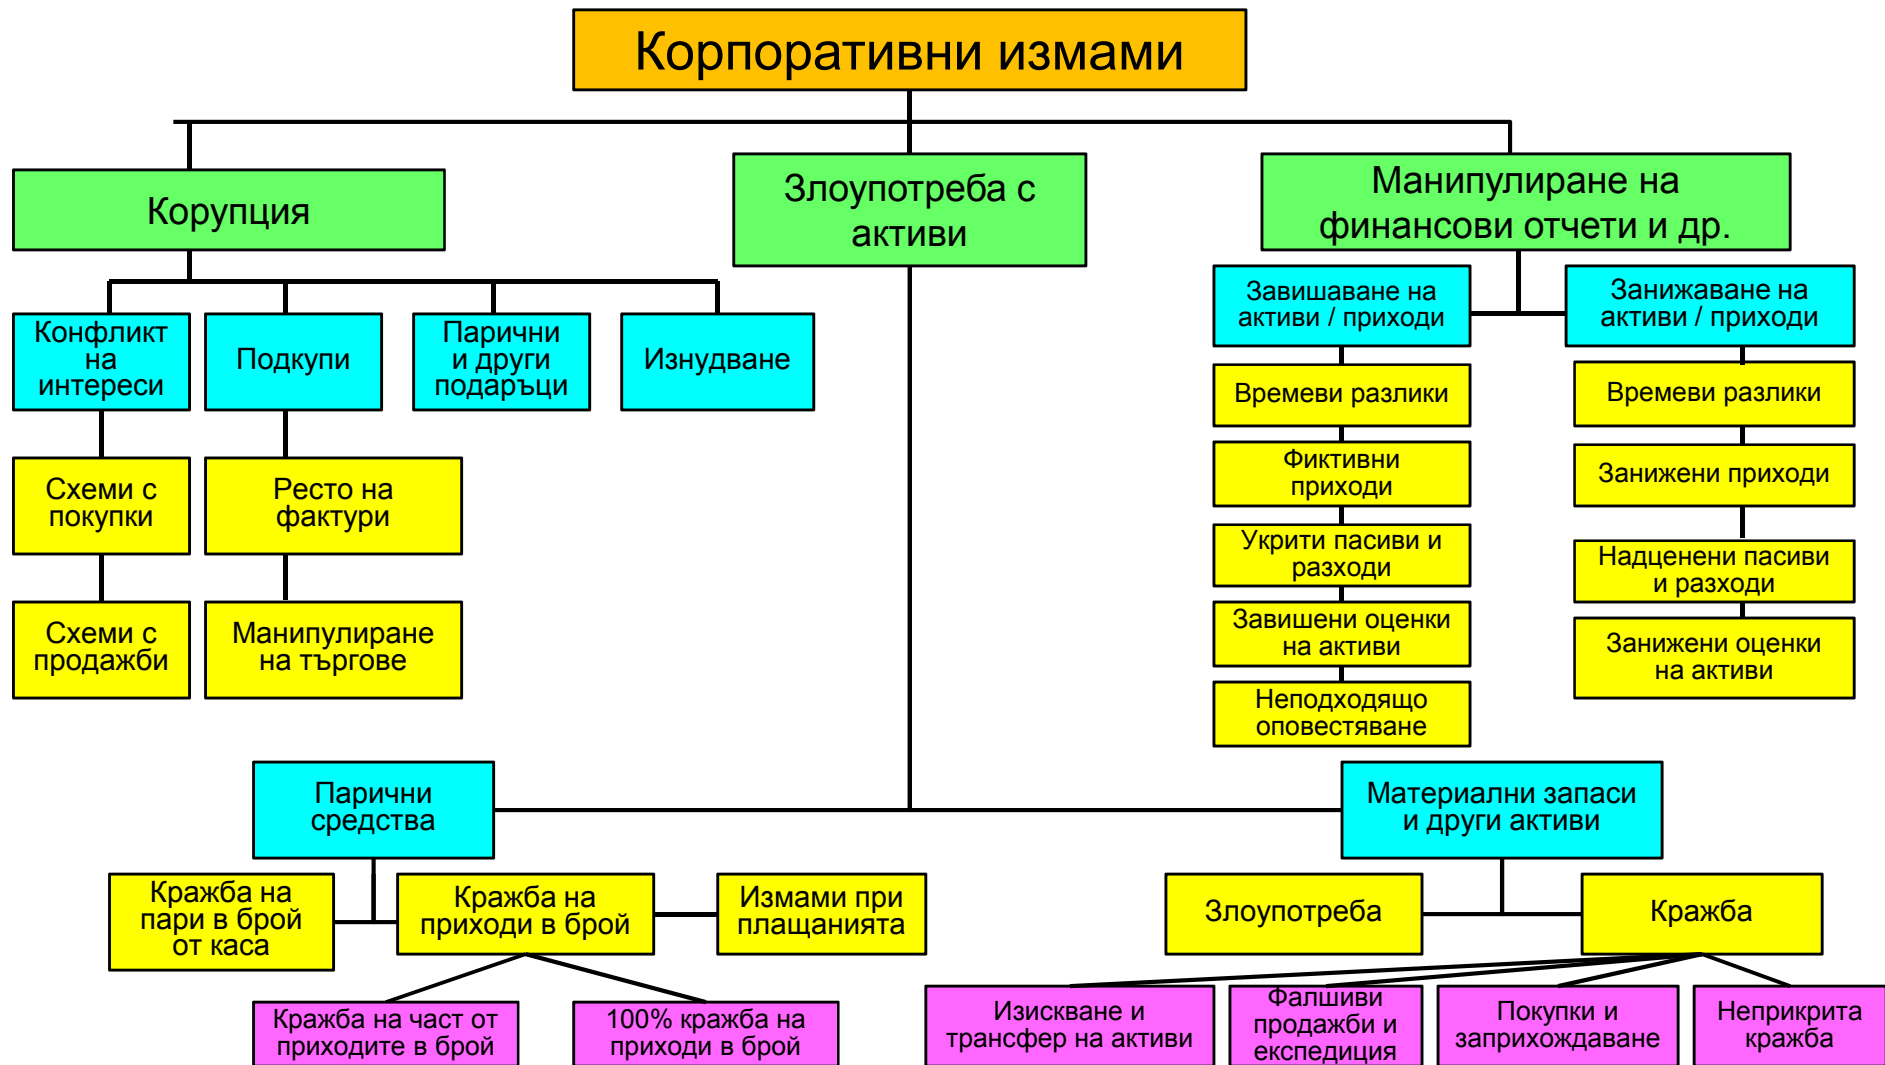 Корпоративни измами
Корупция
Злоупотреба с
активи
Манипулиране на
финансови отчети и др.
Конфликт
на
интереси
Подкупи
Парични
и други
подаръци
Изнудване
Завишаване на
активи / приходи
Занижаване на
активи / приходи
Схеми с
покупки
Схеми с
продажби
Ресто на
фактури
Манипулиране
на търгове
Времеви разлики
Фиктивни
приходи
Укрити пасиви и
разходи
Завишени оценки
на активи
Неподходящо
оповестяване
Времеви разлики
Занижени приходи
Надценени пасиви
и разходи
Занижени оценки
на активи
Парични
средства
Материални запаси
и други активи
Кражба на
пари в брой
от каса
Кражба на
приходи в брой
Измами при
плащанията
Злоупотреба
Кражба
Кражба на част от
приходите в брой
100% кражба на
приходи в брой
Изискване и
трансфер на активи
Фалшиви
продажби и
експедиция
Покупки и
заприхождаване
Неприкрита
кражба